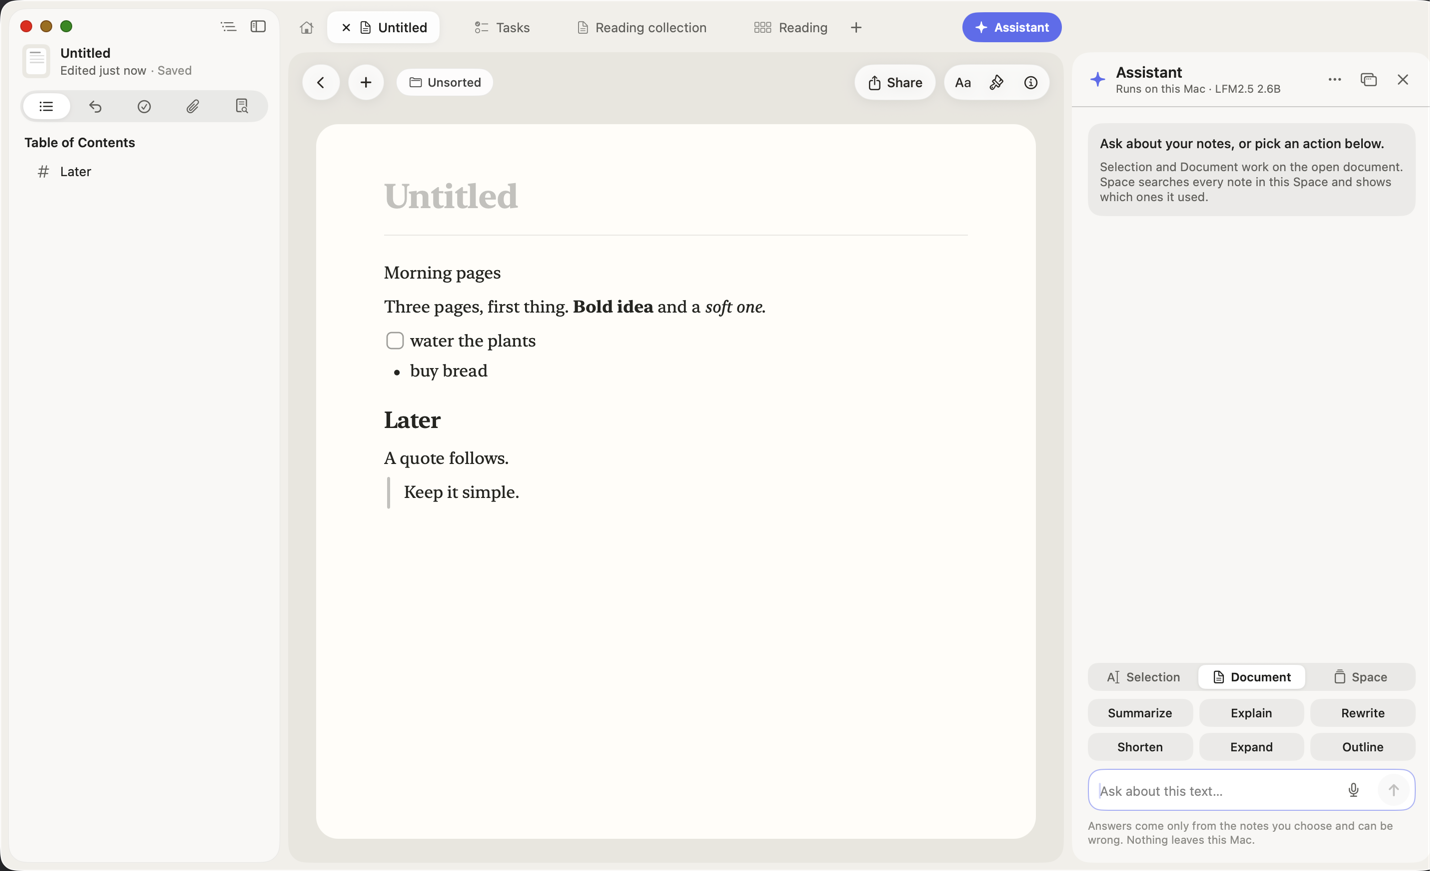 Untitled
Edited just now · Saved
Table of Contents
# Later
Untitled
Tasks
Reading collection
Reading
Assistant
Unsorted
Share
Aa
Untitled
Morning pages
Three pages, first thing. Bold idea and a soft one.
water the plants
• buy bread
Later
A quote follows.
Keep it simple.
Assistant
Runs on this Mac · LFM2.5 2.6B
Ask about your notes, or pick an action below.
Selection and Document work on the open document.
Space searches every note in this Space and shows
which ones it used.
Selection
Document
Space
Summarize
Explain
Rewrite
Shorten
Expand
Outline
Ask about this text...
Answers come only from the notes you choose and can be
wrong. Nothing leaves this Mac.